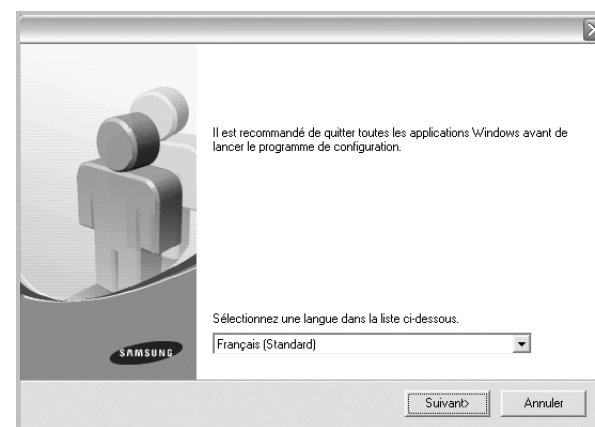 Il est recommandé de quitter toutes les applications Windows avant de
lancer le programme de configuration.
Sélectionnez une langue dans la liste ci-dessous.
SAMSUNG
Français (Standard)
Suivant>
Annuler